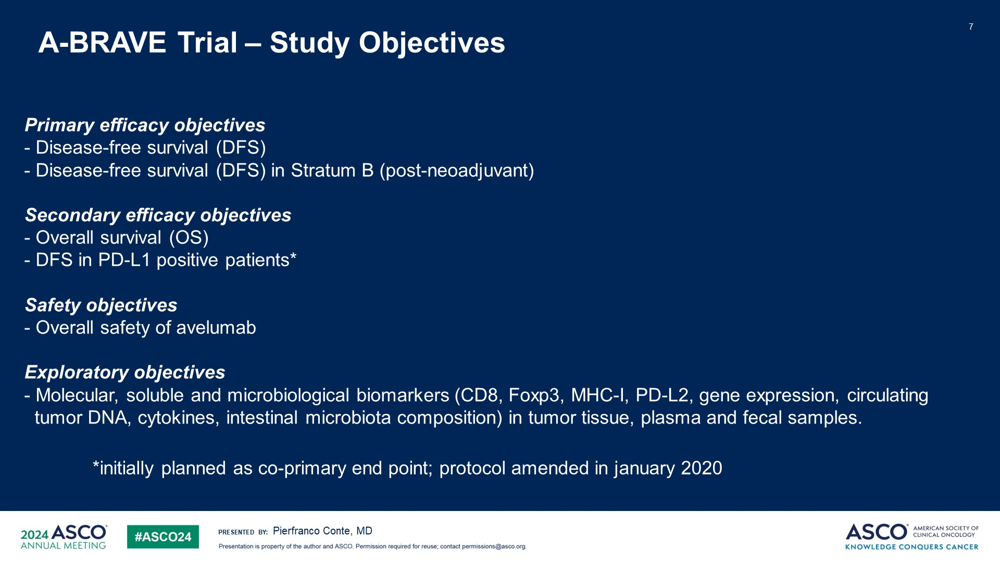 7
A-BRAVE Trial – Study Objectives
Primary efficacy objectives
- Disease-free survival (DFS)
- Disease-free survival (DFS) in Stratum B (post-neoadjuvant)
Secondary efficacy objectives
- Overall survival (OS)
- DFS in PD-L1 positive patients*
Safety objectives
- Overall safety of avelumab
Exploratory objectives
- Molecular, soluble and microbiological biomarkers (CD8, Foxp3, MHC-I, PD-L2, gene expression, circulating
tumor DNA, cytokines, intestinal microbiota composition) in tumor tissue, plasma and fecal samples.
*initially planned as co-primary end point; protocol amended in january 2020
2024 ASCO®
ANNUAL MEETING
#ASCO24
PRESENTED BY: Pierfranco Conte, MD
Presentation is property of the author and ASCO. Permission required for reuse; contact permissions@asco.org.
ASCO® AMERICAN SOCIETY OF
CLINICAL ONCOLOGY
KNOWLEDGE CONQUERS CANCER